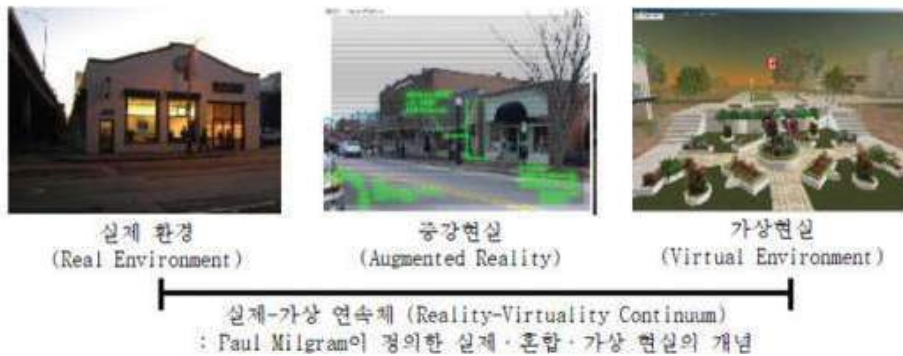 실제 환경
(Real Environment)
증강현실
(Augmented Reality)
가상현실
(Virtual Environment)
실제-가상 연속체 (Reality-Virtuality Continuum)
: Paul Milgram이 정의한 실제·혼합·가상 현실의 개념